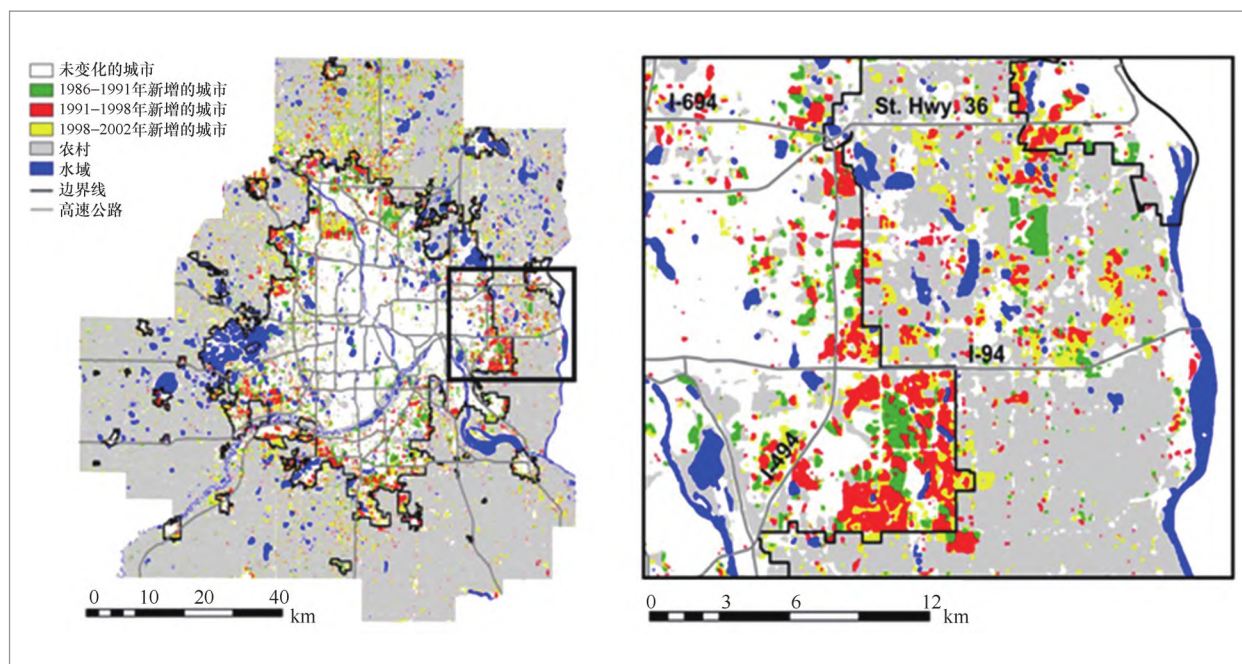 未变化的城市
1986–1991年新增的城市
1991–1998年新增的城市
1998–2002年新增的城市
农村
水域
边界线
高速公路
0 10 20 40 km
I-694
St. Hwy. 36
I-94
I-494
0 3 6 12 km